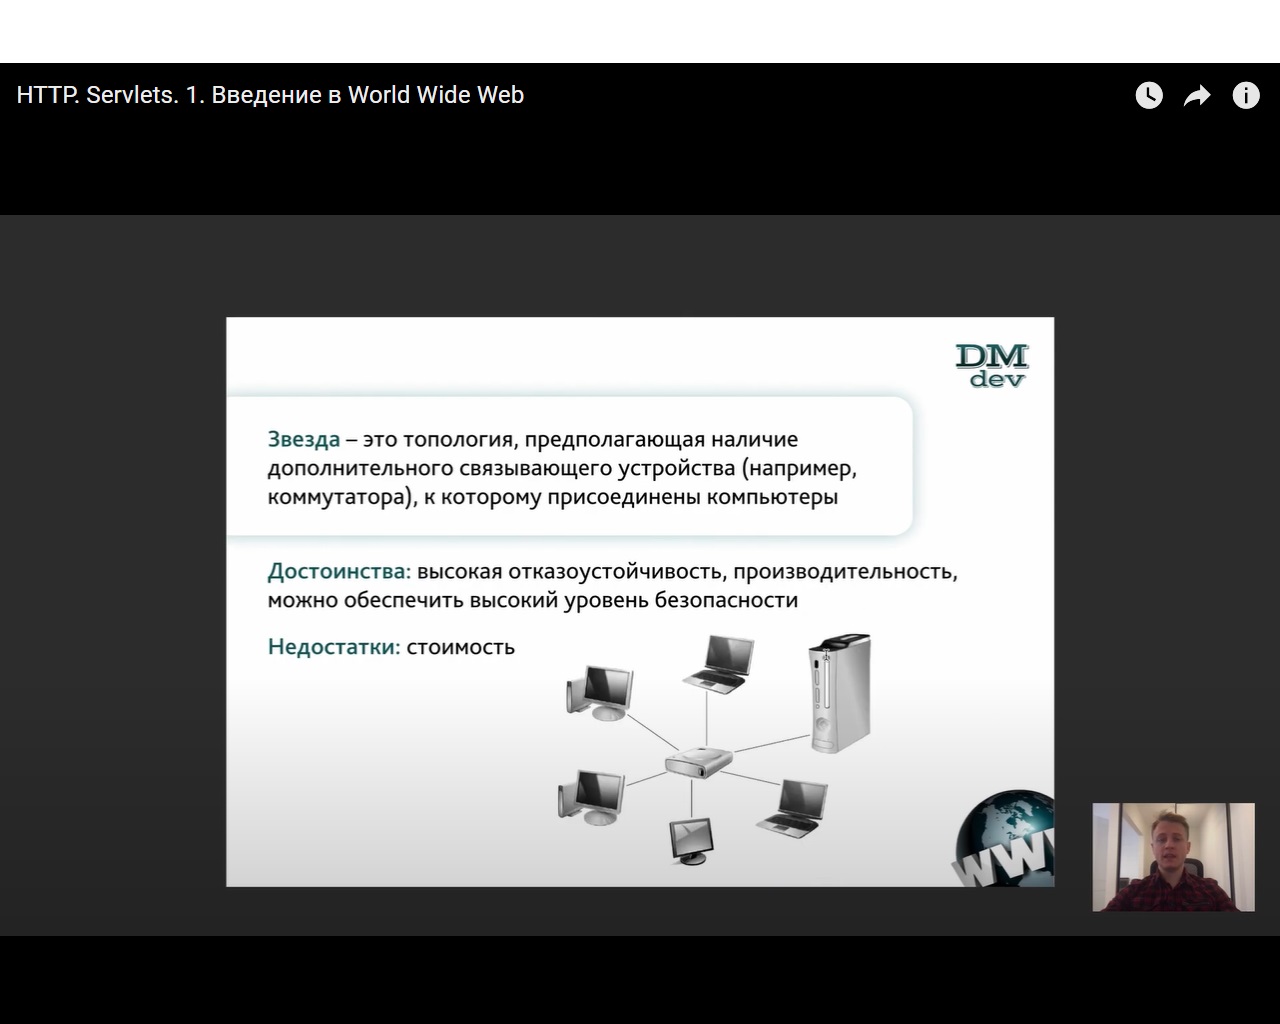 HTTP. Servlets. 1. Введение в World Wide Web
DM
dev
Звезда – это топология, предполагающая наличие
дополнительного связывающего устройства (например,
коммутатора), к которому присоединены компьютеры
Достоинства: высокая отказоустойчивость, производительность,
можно обеспечить высокий уровень безопасности
Недостатки: стоимость
WWW